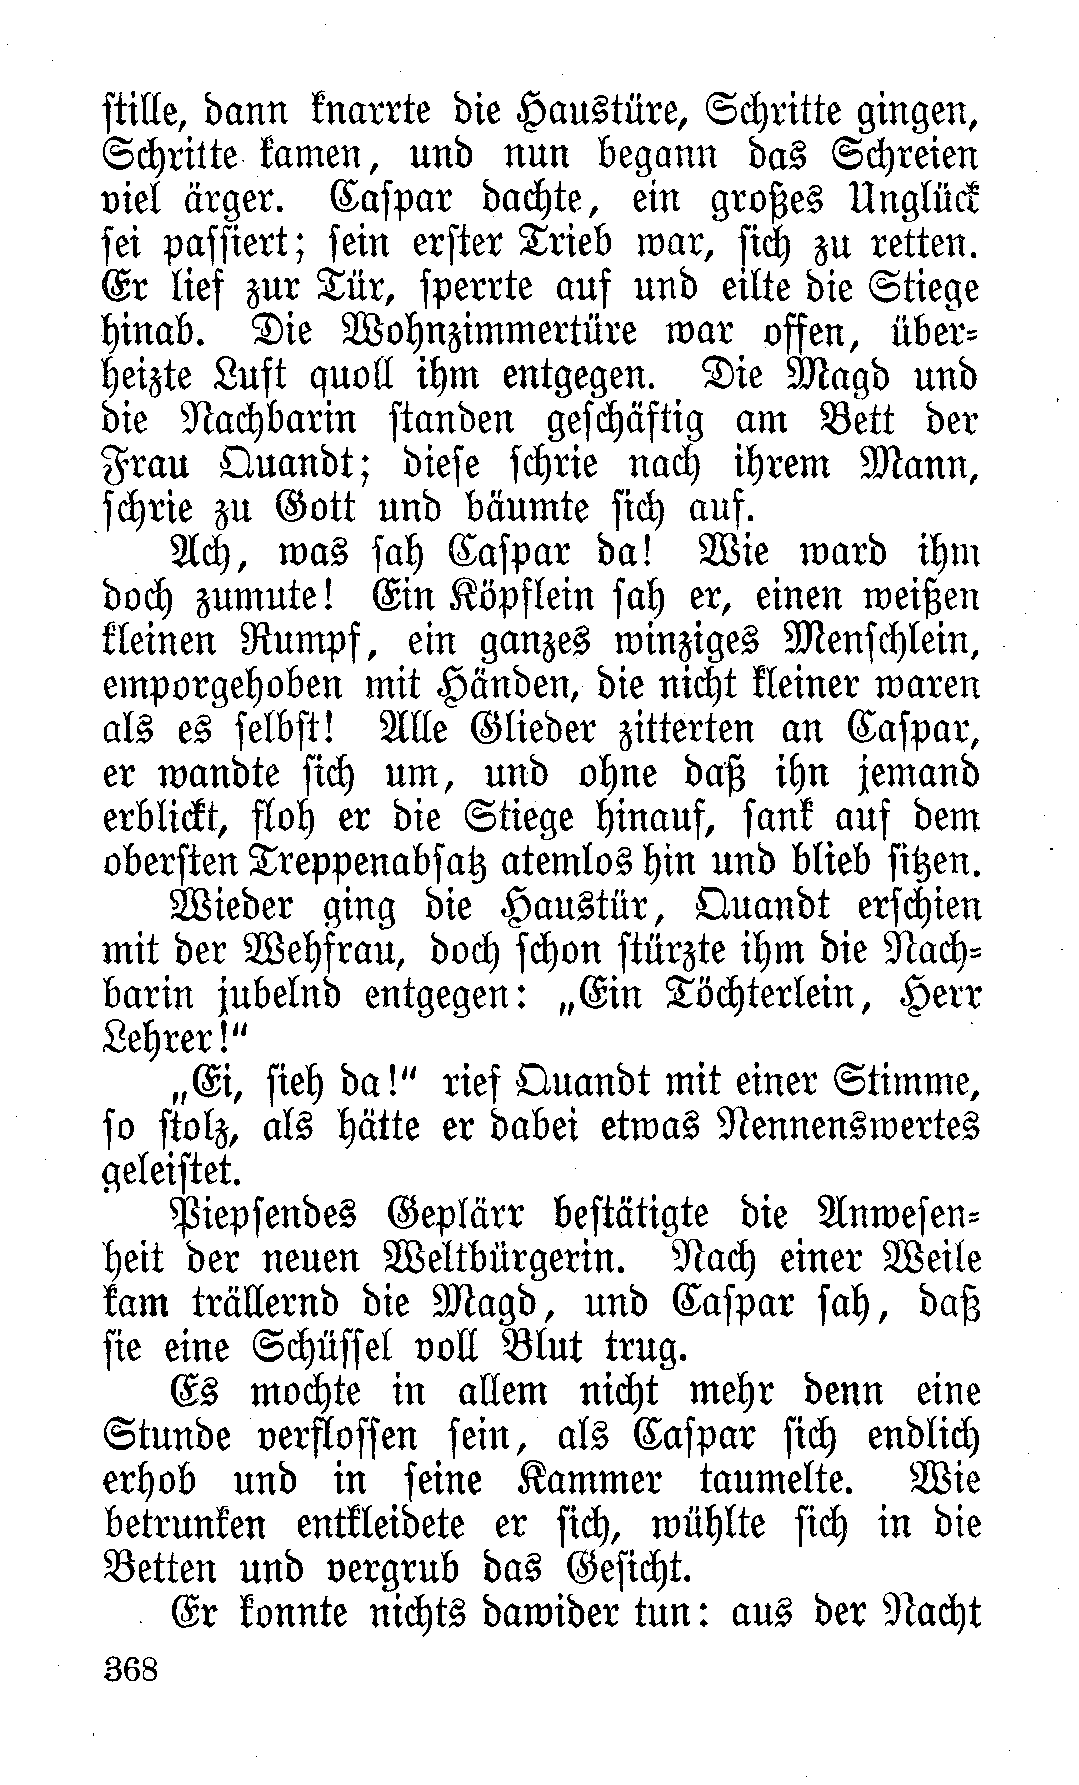 stille, dann knarrte die Haustüre, Schritte gingen,
Schritte kamen, und nun begann das Schreien
viel ärger. Caspar dachte, ein großes Unglück
sei passiert; sein erster Trieb war, sich zu retten.
Er lief zur Tür, sperrte auf und eilte die Stiege
hinab. Die Wohnzimmertüre war offen, über-
heizte Luft quoll ihm entgegen. Die Magd und
die Nachbarin standen geschäftig am Bett der
Frau Quandt; diese schrie nach ihrem Mann,
schrie zu Gott und bäumte sich auf.
Ach, was sah Caspar da! Wie ward ihm
doch zumute! Ein Köpflein sah er, einen weißen
kleinen Rumpf, ein ganzes winziges Menschlein,
emporgehoben mit Händen, die nicht kleiner waren
als es selbst! Alle Glieder zitterten an Caspar,
er wandte sich um, und ohne daß ihn jemand
erblickt, floh er die Stiege hinauf, sank auf dem
obersten Treppenabsatz atemlos hin und blieb sitzen.
Wieder ging die Haustür, Quandt erschien
mit der Wehfrau, doch schon stürzte ihm die Nach-
barin jubelnd entgegen: „Ein Töchterlein, Herr
Lehrer!“
„Ei, sieh da!“ rief Quandt mit einer Stimme,
so stolz, als hätte er dabei etwas Nennenswertes
geleistet.
Piepsendes Geplärr bestätigte die Anwesen-
heit der neuen Weltbürgerin. Nach einer Weile
kam trällernd die Magd, und Caspar sah, daß
sie eine Schüssel voll Blut trug.
Es mochte in allem nicht mehr denn eine
Stunde verflossen sein, als Caspar sich endlich
erhob und in seine Kammer taumelte. Wie
betrunken entkleidete er sich, wühlte sich in die
Betten und vergrub das Gesicht.
Er konnte nichts dawider tun: aus der Nacht
368